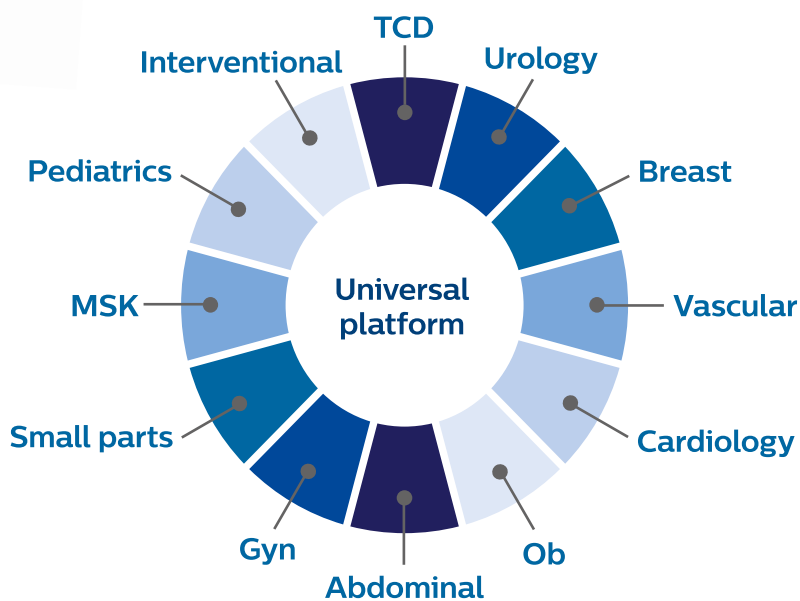 TCD
Interventional
Urology
Pediatrics
Breast
Universal
platform
MSK
Vascular
Small parts
Cardiology
Gyn
Ob
Abdominal